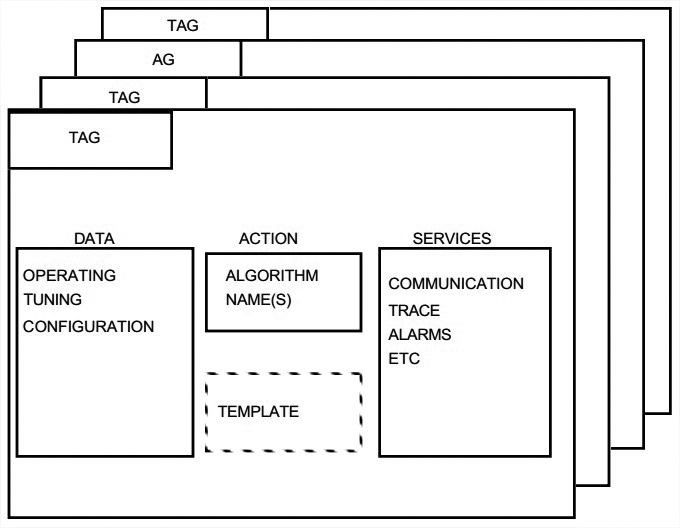 TAG
AG
TAG
TAG
DATA
OPERATING
TUNING
CONFIGURATION
ACTION
ALGORITHM
NAME(S)
TEMPLATE
SERVICES
COMMUNICATION
TRACE
ALARMS
ETC